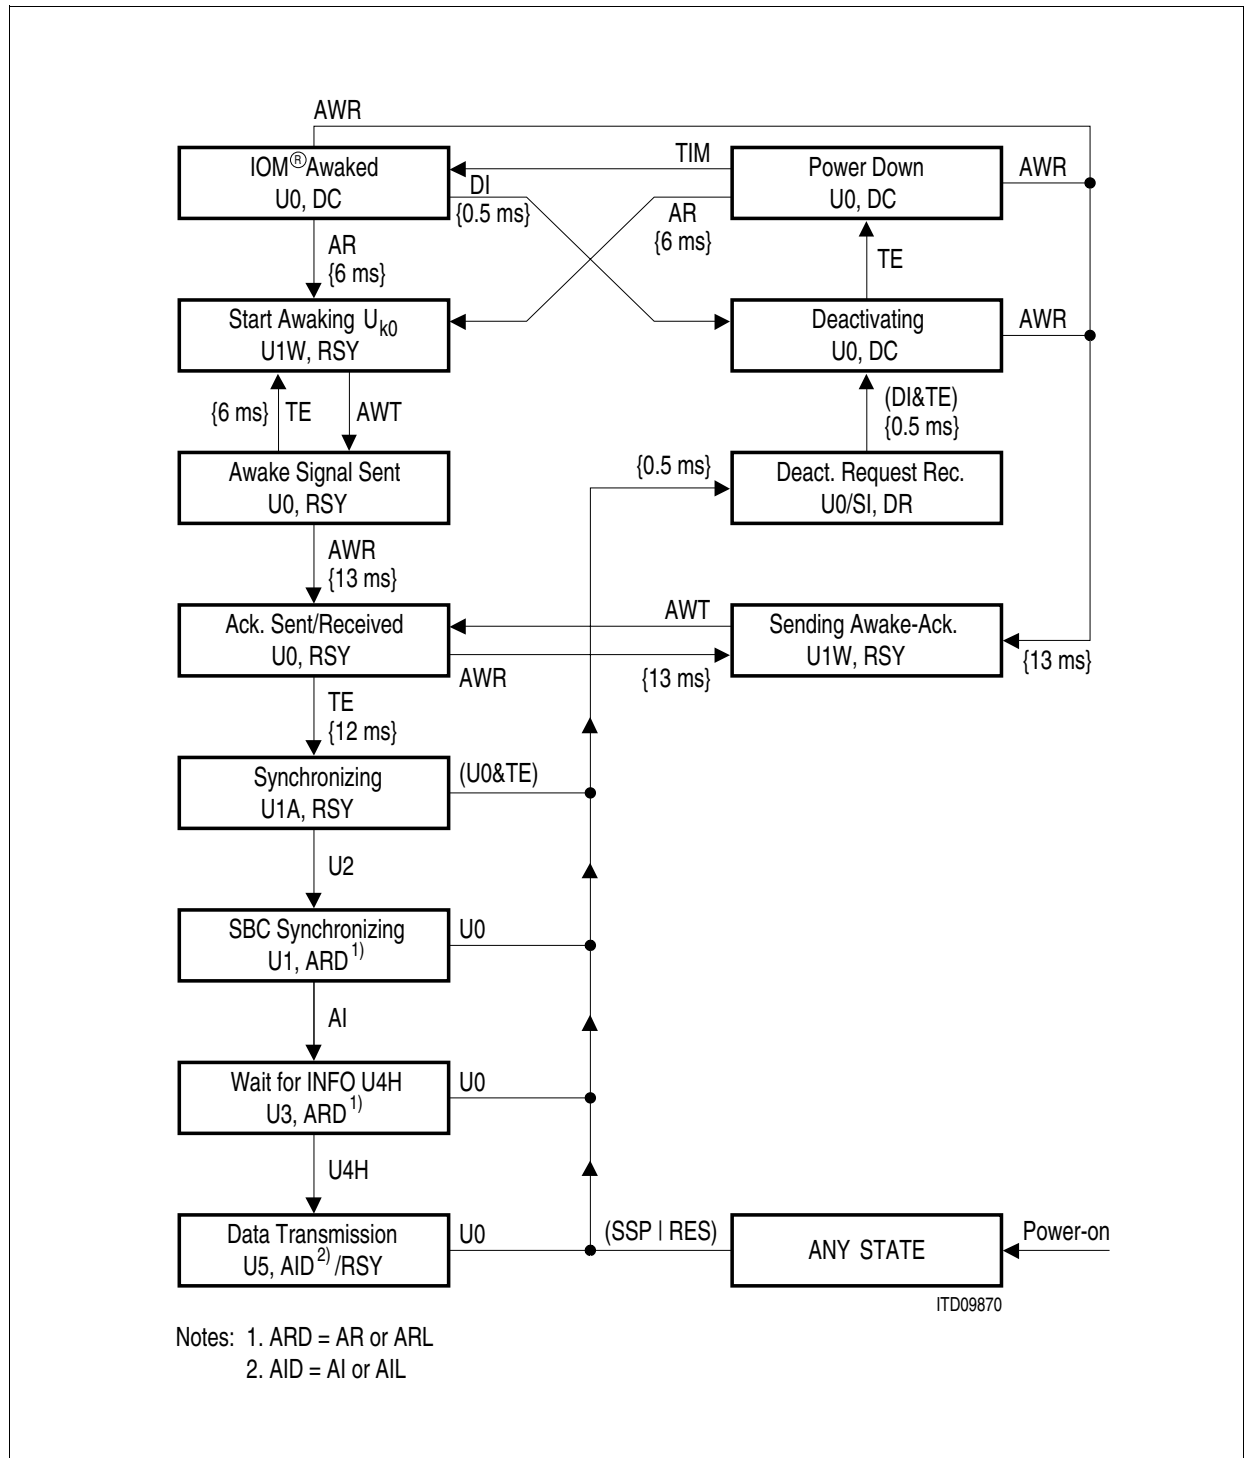 AWR
IOM®Awaked
U0, DC
TIM
Power Down
U0, DC
AWR
DI
{0.5 ms}
AR
{6 ms}
AR
{6 ms}
TE
Start Awaking Uk0
U1W, RSY
Deactivating
U0, DC
AWR
{6 ms} TE
AWT
(DI&TE)
{0.5 ms}
Awake Signal Sent
U0, RSY
{0.5 ms}
Deact. Request Rec.
U0/SI, DR
AWR
{13 ms}
Ack. Sent/Received
U0, RSY
AWT
Sending Awake-Ack.
U1W, RSY
AWR
{13 ms}
{13 ms}
TE
{12 ms}
Synchronizing
U1A, RSY
(U0&TE)
U2
SBC Synchronizing
U1, ARD 1)
U0
AI
Wait for INFO U4H
U3, ARD 1)
U0
U4H
Data Transmission
U5, AID 2) /RSY
U0
(SSP | RES)
ANY STATE
Power-on
ITD09870
Notes: 1. ARD = AR or ARL
2. AID = AI or AIL